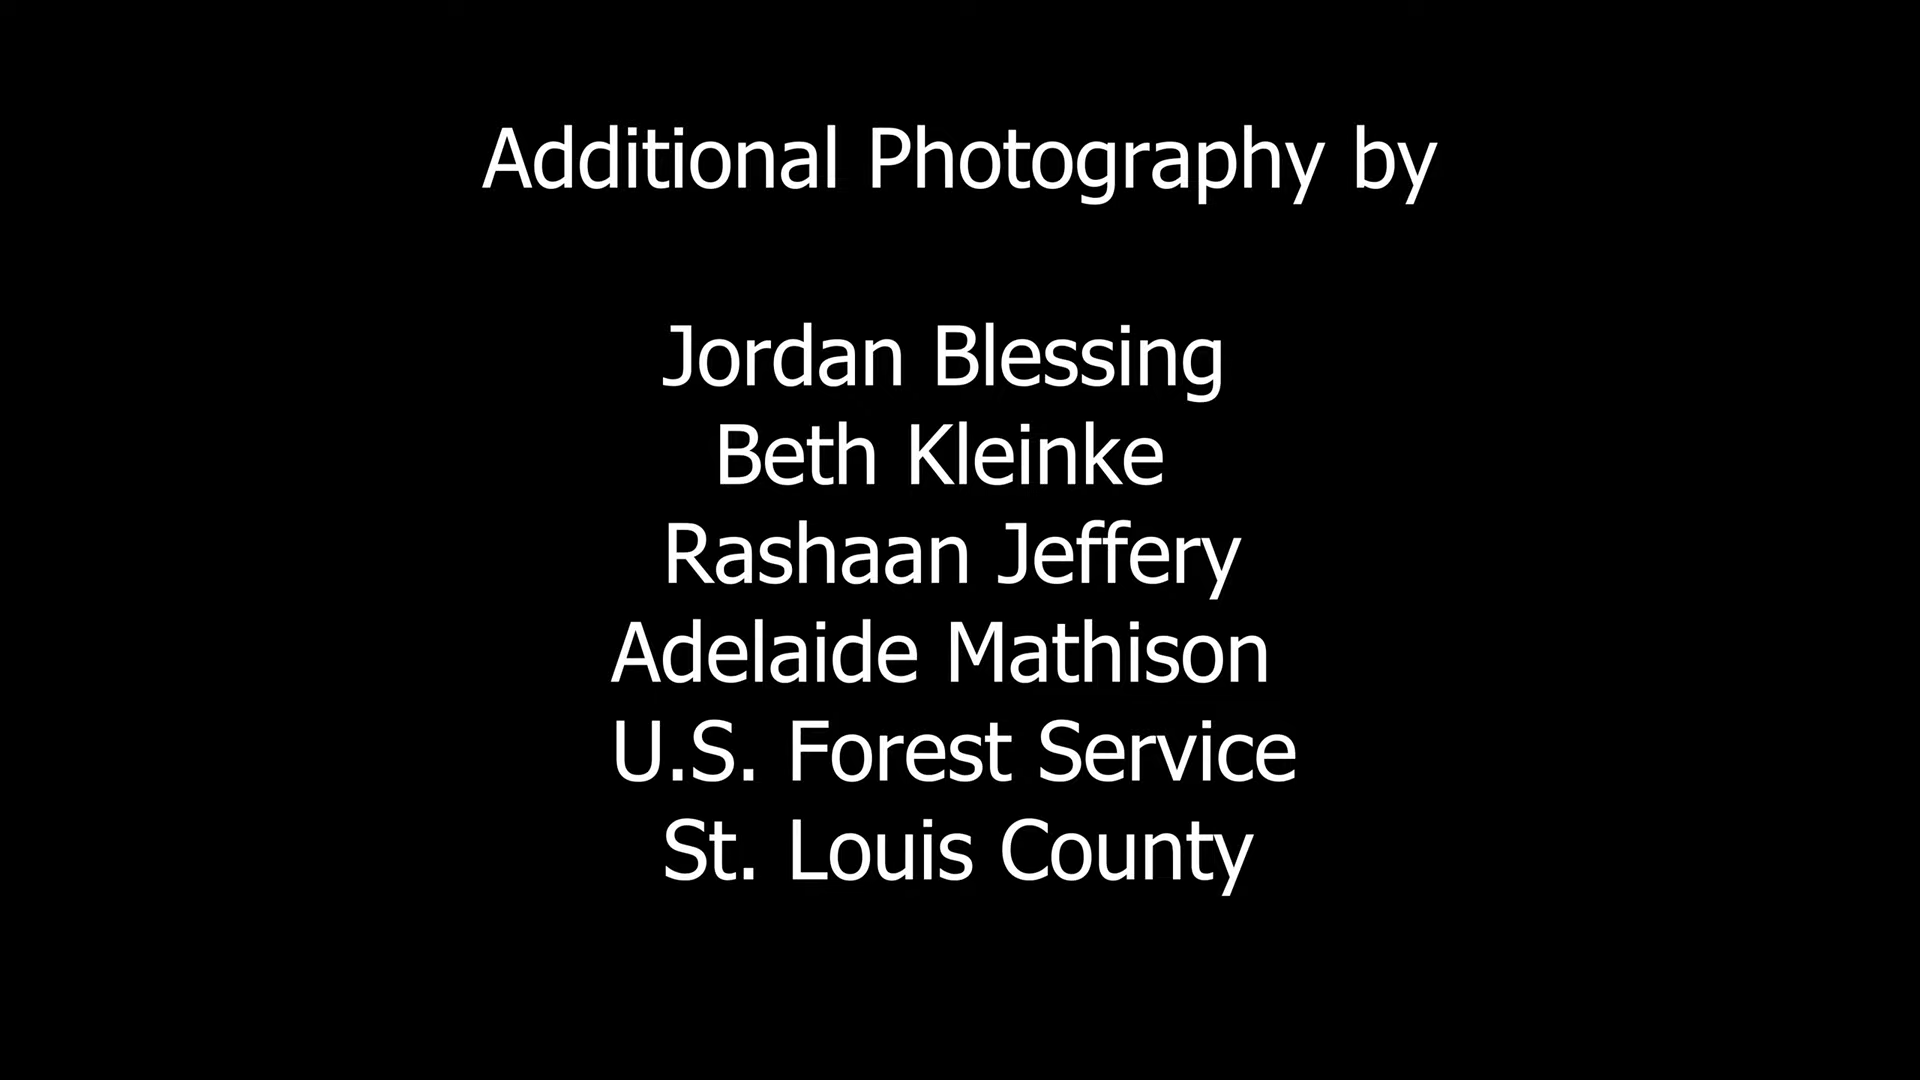 Additional Photography by
Jordan Blessing
Beth Kleinke
Rashaan Jeffery
Adelaide Mathison
U.S. Forest Service
St. Louis County